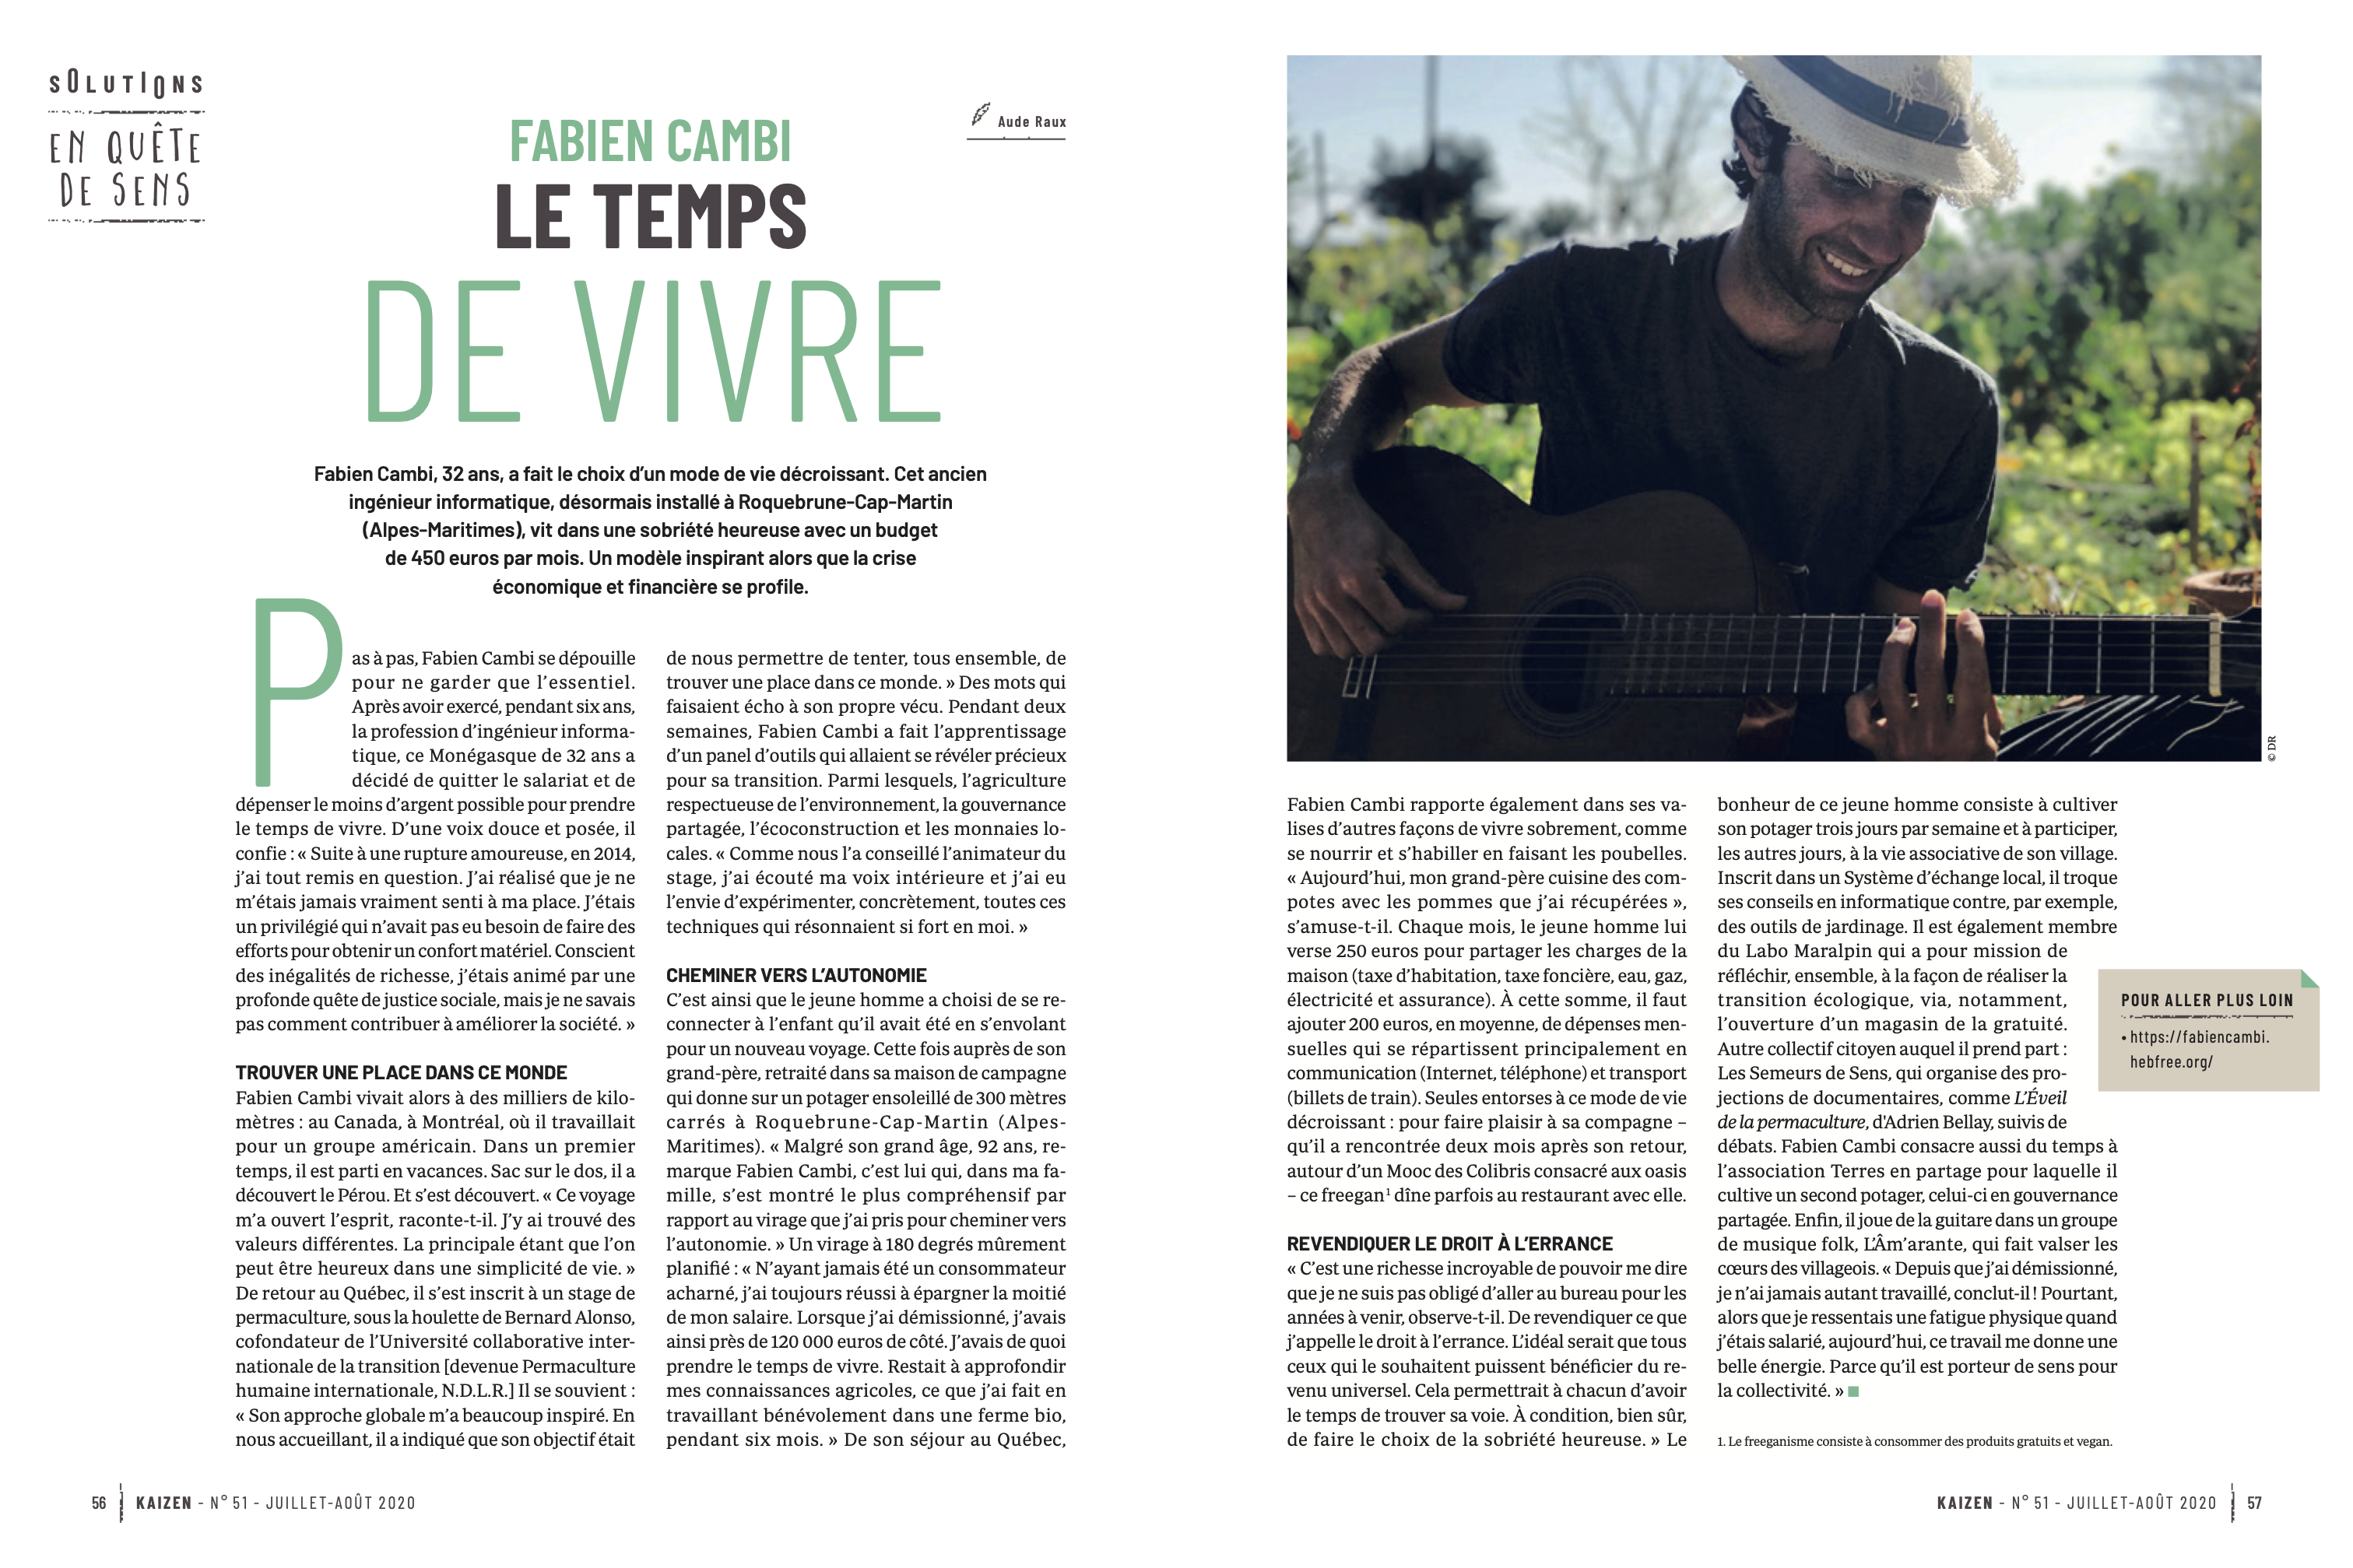 SOLUTIONS
EN QUÊTE
DE SENS
FABIEN CAMBI
Aude Raux
LE TEMPS
DE VIVRE
Fabien Cambi, 32 ans, a fait le choix d’un mode de vie décroissant. Cet ancien
ingénieur informatique, désormais installé à Roquebrune-Cap-Martin
(Alpes-Maritimes), vit dans une sobriété heureuse avec un budget
de 450 euros par mois. Un modèle inspirant alors que la crise
économique et financière se profile.
Pas à pas, Fabien Cambi se dépouille
pour ne garder que l’essentiel.
Après avoir exercé, pendant six ans,
la profession d’ingénieur informa-
tique, ce Monégasque de 32 ans a
décidé de quitter le salariat et de
dépenser le moins d’argent possible pour prendre
le temps de vivre. D’une voix douce et posée, il
confie : « Suite à une rupture amoureuse, en 2014,
j’ai tout remis en question. J’ai réalisé que je ne
m’étais jamais vraiment senti à ma place. J’étais
un privilégié qui n’avait pas eu besoin de faire des
efforts pour obtenir un confort matériel. Conscient
des inégalités de richesse, j’étais animé par une
profonde quête de justice sociale, mais je ne savais
pas comment contribuer à améliorer la société. »
TROUVER UNE PLACE DANS CE MONDE
Fabien Cambi vivait alors à des milliers de kilo-
mètres : au Canada, à Montréal, où il travaillait
pour un groupe américain. Dans un premier
temps, il est parti en vacances. Sac sur le dos, il a
découvert le Pérou. Et s’est découvert. « Ce voyage
m’a ouvert l’esprit, raconte-t-il. J’y ai trouvé des
valeurs différentes. La principale étant que l’on
peut être heureux dans une simplicité de vie. »
De retour au Québec, il s’est inscrit à un stage de
permaculture, sous la houlette de Bernard Alonso,
cofondateur de l’Université collaborative inter-
nationale de la transition [devenue Permaculture
humaine internationale, N.D.L.R.] Il se souvient :
« Son approche globale m’a beaucoup inspiré. En
nous accueillant, il a indiqué que son objectif était
de nous permettre de tenter, tous ensemble, de
trouver une place dans ce monde. » Des mots qui
faisaient écho à son propre vécu. Pendant deux
semaines, Fabien Cambi a fait l’apprentissage
d’un panel d’outils qui allaient se révéler précieux
pour sa transition. Parmi lesquels, l’agriculture
respectueuse de l’environnement, la gouvernance
partagée, l’écoconstruction et les monnaies lo-
cales. « Comme nous l’a conseillé l’animateur du
stage, j’ai écouté ma voix intérieure et j’ai eu
l’envie d’expérimenter, concrètement, toutes ces
techniques qui résonnaient si fort en moi. »
CHEMINER VERS L’AUTONOMIE
C’est ainsi que le jeune homme a choisi de se re-
connecter à l’enfant qu’il avait été en s’envolant
pour un nouveau voyage. Cette fois auprès de son
grand-père, retraité dans sa maison de campagne
qui donne sur un potager ensoleillé de 300 mètres
carrés à Roquebrune-Cap-Martin (Alpes-
Maritimes). « Malgré son grand âge, 92 ans, re-
marque Fabien Cambi, c’est lui qui, dans ma fa-
mille, s’est montré le plus compréhensif par
rapport au virage que j’ai pris pour cheminer vers
l’autonomie. » Un virage à 180 degrés mûrement
planifié : « N’ayant jamais été un consommateur
acharné, j’ai toujours réussi à épargner la moitié
de mon salaire. Lorsque j’ai démissionné, j’avais
ainsi près de 120 000 euros de côté. J’avais de quoi
prendre le temps de vivre. Restait à approfondir
mes connaissances agricoles, ce que j’ai fait en
travaillant bénévolement dans une ferme bio,
pendant six mois. » De son séjour au Québec,
© DR
Fabien Cambi rapporte également dans ses va-
lises d’autres façons de vivre sobrement, comme
se nourrir et s’habiller en faisant les poubelles.
« Aujourd’hui, mon grand-père cuisine des com-
potes avec les pommes que j’ai récupérées »,
s’amuse-t-il. Chaque mois, le jeune homme lui
verse 250 euros pour partager les charges de la
maison (taxe d’habitation, taxe foncière, eau, gaz,
électricité et assurance). À cette somme, il faut
ajouter 200 euros, en moyenne, de dépenses men-
suelles qui se répartissent principalement en
communication (Internet, téléphone) et transport
(billets de train). Seules entorses à ce mode de vie
décroissant : pour faire plaisir à sa compagne –
qu’il a rencontrée deux mois après son retour,
autour d’un Mooc des Colibris consacré aux oasis
– ce freegan¹ dîne parfois au restaurant avec elle.
REVENDIQUER LE DROIT À L’ERRANCE
« C’est une richesse incroyable de pouvoir me dire
que je ne suis pas obligé d’aller au bureau pour les
années à venir, observe-t-il. De revendiquer ce que
j’appelle le droit à l’errance. L’idéal serait que tous
ceux qui le souhaitent puissent bénéficier du re-
venu universel. Cela permettrait à chacun d’avoir
le temps de trouver sa voie. À condition, bien sûr,
de faire le choix de la sobriété heureuse. » Le
bonheur de ce jeune homme consiste à cultiver
son potager trois jours par semaine et à participer,
les autres jours, à la vie associative de son village.
Inscrit dans un Système d’échange local, il troque
ses conseils en informatique contre, par exemple,
des outils de jardinage. Il est également membre
du Labo Maralpin qui a pour mission de
réfléchir, ensemble, à la façon de réaliser la
transition écologique, via, notamment,
l’ouverture d’un magasin de la gratuité.
Autre collectif citoyen auquel il prend part :
Les Semeurs de Sens, qui organise des pro-
jections de documentaires, comme L’Éveil
de la permaculture, d'Adrien Bellay, suivis de
débats. Fabien Cambi consacre aussi du temps à
l’association Terres en partage pour laquelle il
cultive un second potager, celui-ci en gouvernance
partagée. Enfin, il joue de la guitare dans un groupe
de musique folk, L’Âm’arante, qui fait valser les
cœurs des villageois. « Depuis que j’ai démissionné,
je n’ai jamais autant travaillé, conclut-il ! Pourtant,
alors que je ressentais une fatigue physique quand
j’étais salarié, aujourd’hui, ce travail me donne une
belle énergie. Parce qu’il est porteur de sens pour
la collectivité. »
1. Le freeganisme consiste à consommer des produits gratuits et vegan.
POUR ALLER PLUS LOIN
• https://fabiencambi.
hebfree.org/
56 KAIZEN - N° 51 - JUILLET-AOÛT 2020
KAIZEN - N° 51 - JUILLET-AOÛT 2020 57